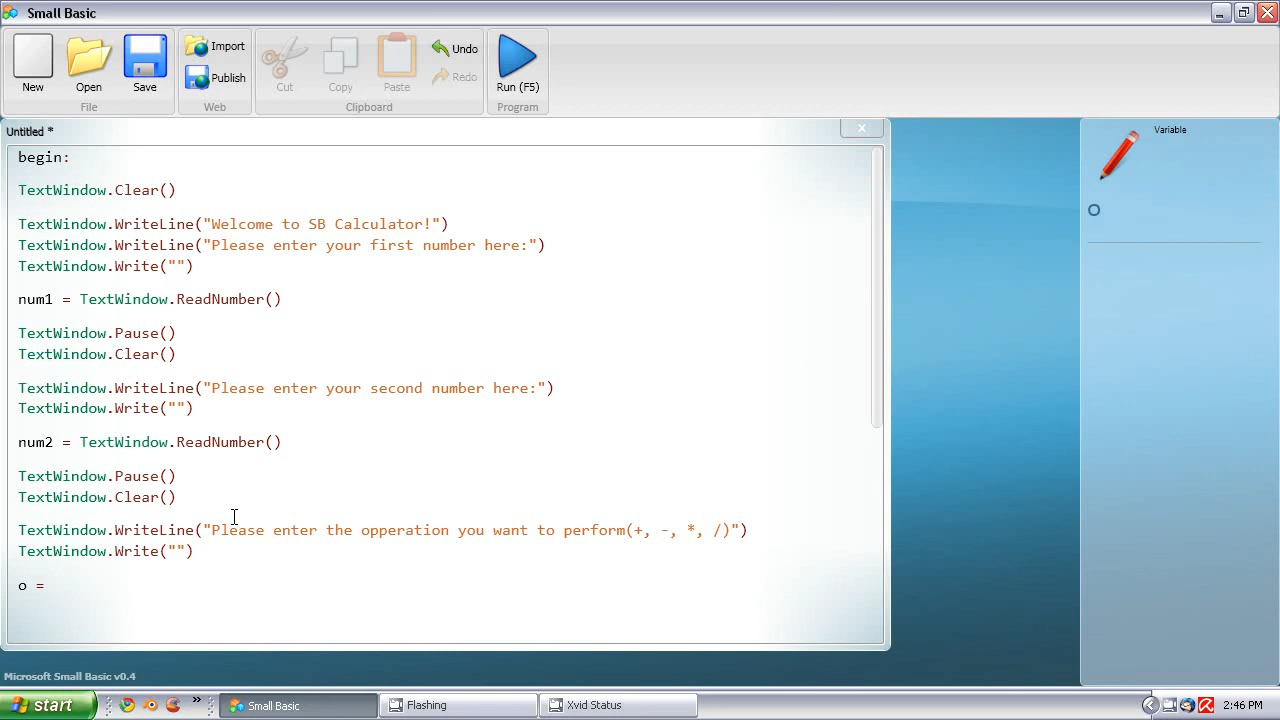 Small Basic
New
Open
Save
Import
Publish
Cut
Copy
Paste
Undo
Redo
Run (F5)
File
Web
Clipboard
Program
Untitled *
begin:
TextWindow.Clear()
TextWindow.WriteLine("Welcome to SB Calculator!")
TextWindow.WriteLine("Please enter your first number here:")
TextWindow.Write("")
num1 = TextWindow.ReadNumber()
TextWindow.Pause()
TextWindow.Clear()
TextWindow.WriteLine("Please enter your second number here:")
TextWindow.Write("")
num2 = TextWindow.ReadNumber()
TextWindow.Pause()
TextWindow.Clear()
TextWindow.WriteLine("Please enter the opperation you want to perform(+, -, *, /)")
TextWindow.Write("")
o =
Variable
o
Microsoft Small Basic v0.4
start
Small Basic
Flashing
Xvid Status
2:46 PM